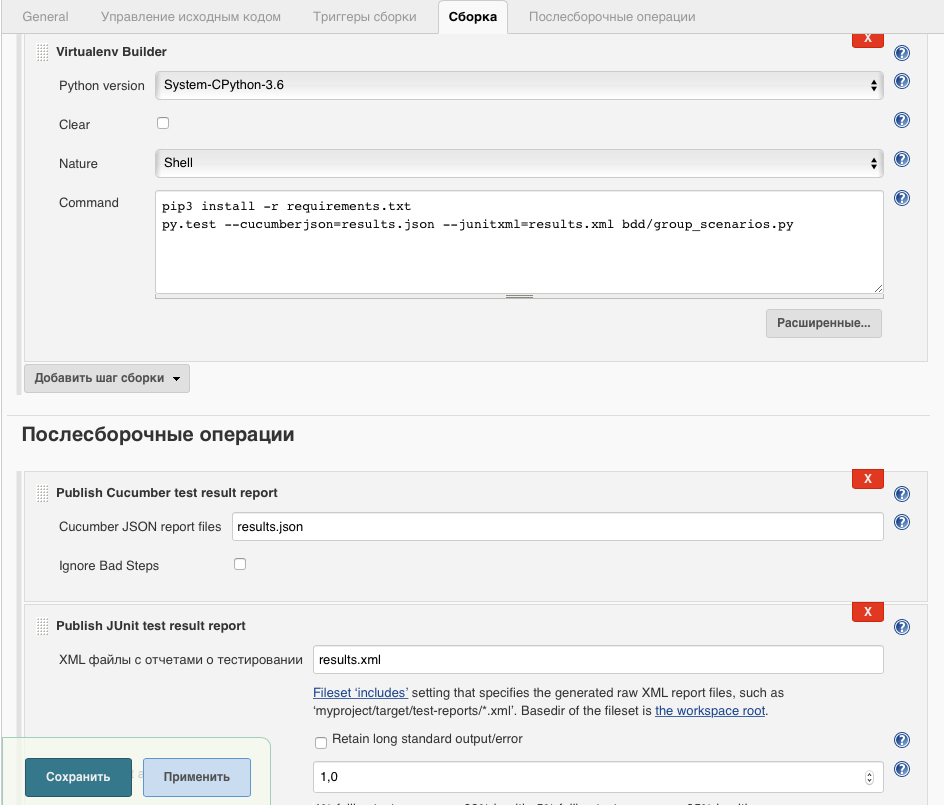 General Управление исходным кодом Триггеры сборки Сборка Послесборочные операции
X
Virtualenv Builder
Python version System-CPython-3.6
Clear
Nature Shell
Command
pip3 install -r requirements.txt
py.test --cucumberjson=results.json --junitxml=results.xml bdd/group_scenarios.py
Расширенные...
Добавить шаг сборки
Послесборочные операции
X
Publish Cucumber test result report
Cucumber JSON report files results.json
Ignore Bad Steps
X
Publish JUnit test result report
XML файлы с отчетами о тестировании results.xml
Fileset ‘includes’ setting that specifies the generated raw XML report files, such as
‘myproject/target/test-reports/*.xml’. Basedir of the fileset is the workspace root.
Retain long standard output/error
Сохранить Применить 1,0